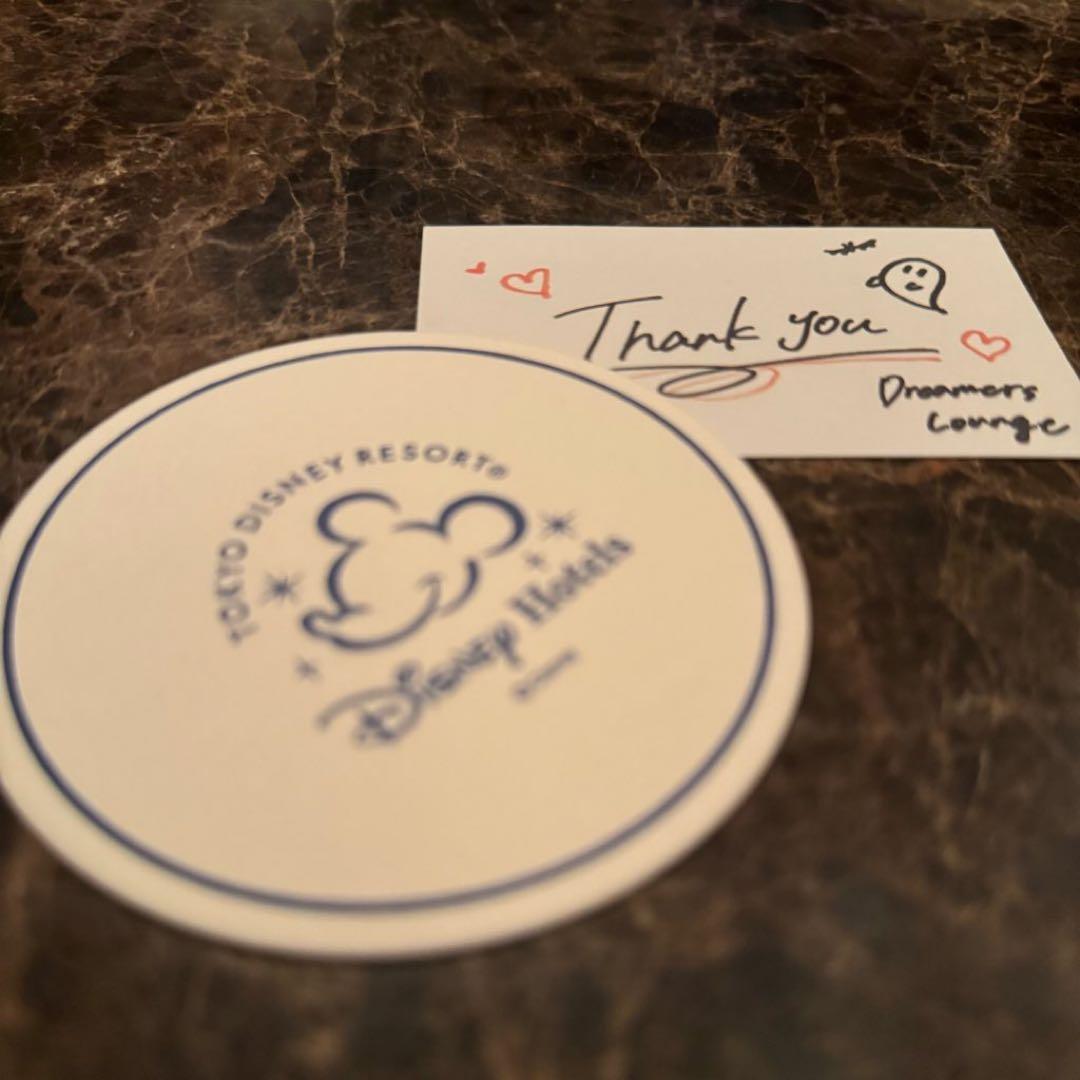 Thank you
Dreamers
Lounge
TOKYO DISNEY RESORT®
Disney Hotels